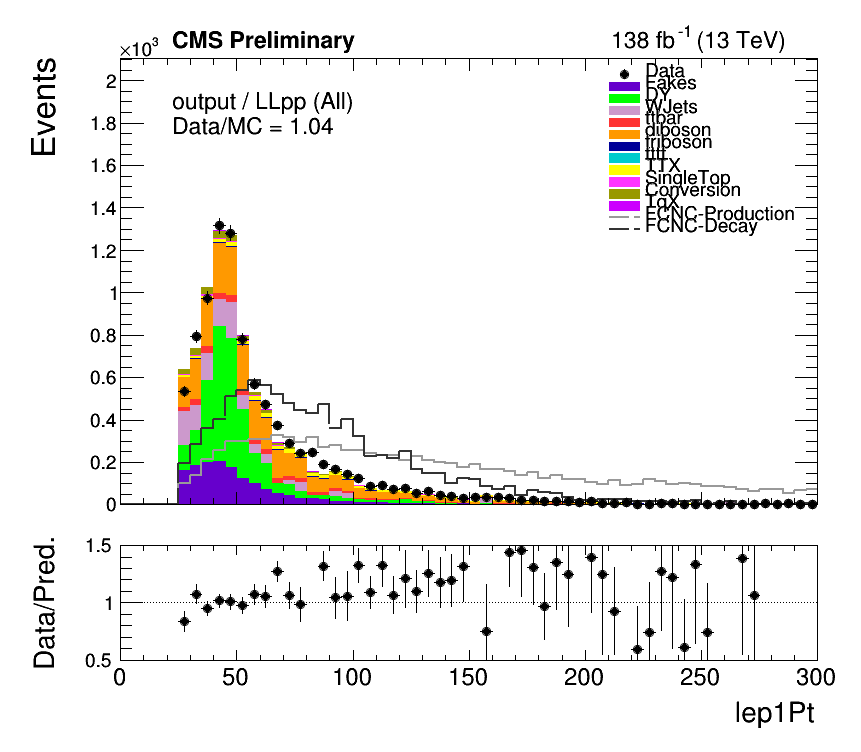 ×10³ CMS Preliminary 138 fb⁻¹ (13 TeV)
Events
output / LLpp (All)
Data/MC = 1.04
Data
Fakes
DY
WJets
ttbar
diboson
triboson
tttt
TTX
SingleTop
Conversion
TqX
FCNC-Production
FCNC-Decay
2
1.8
1.6
1.4
1.2
1
0.8
0.6
0.4
0.2
0
Data/Pred.
1.5
1
0.5
0 50 100 150 200 250 300
lep1Pt